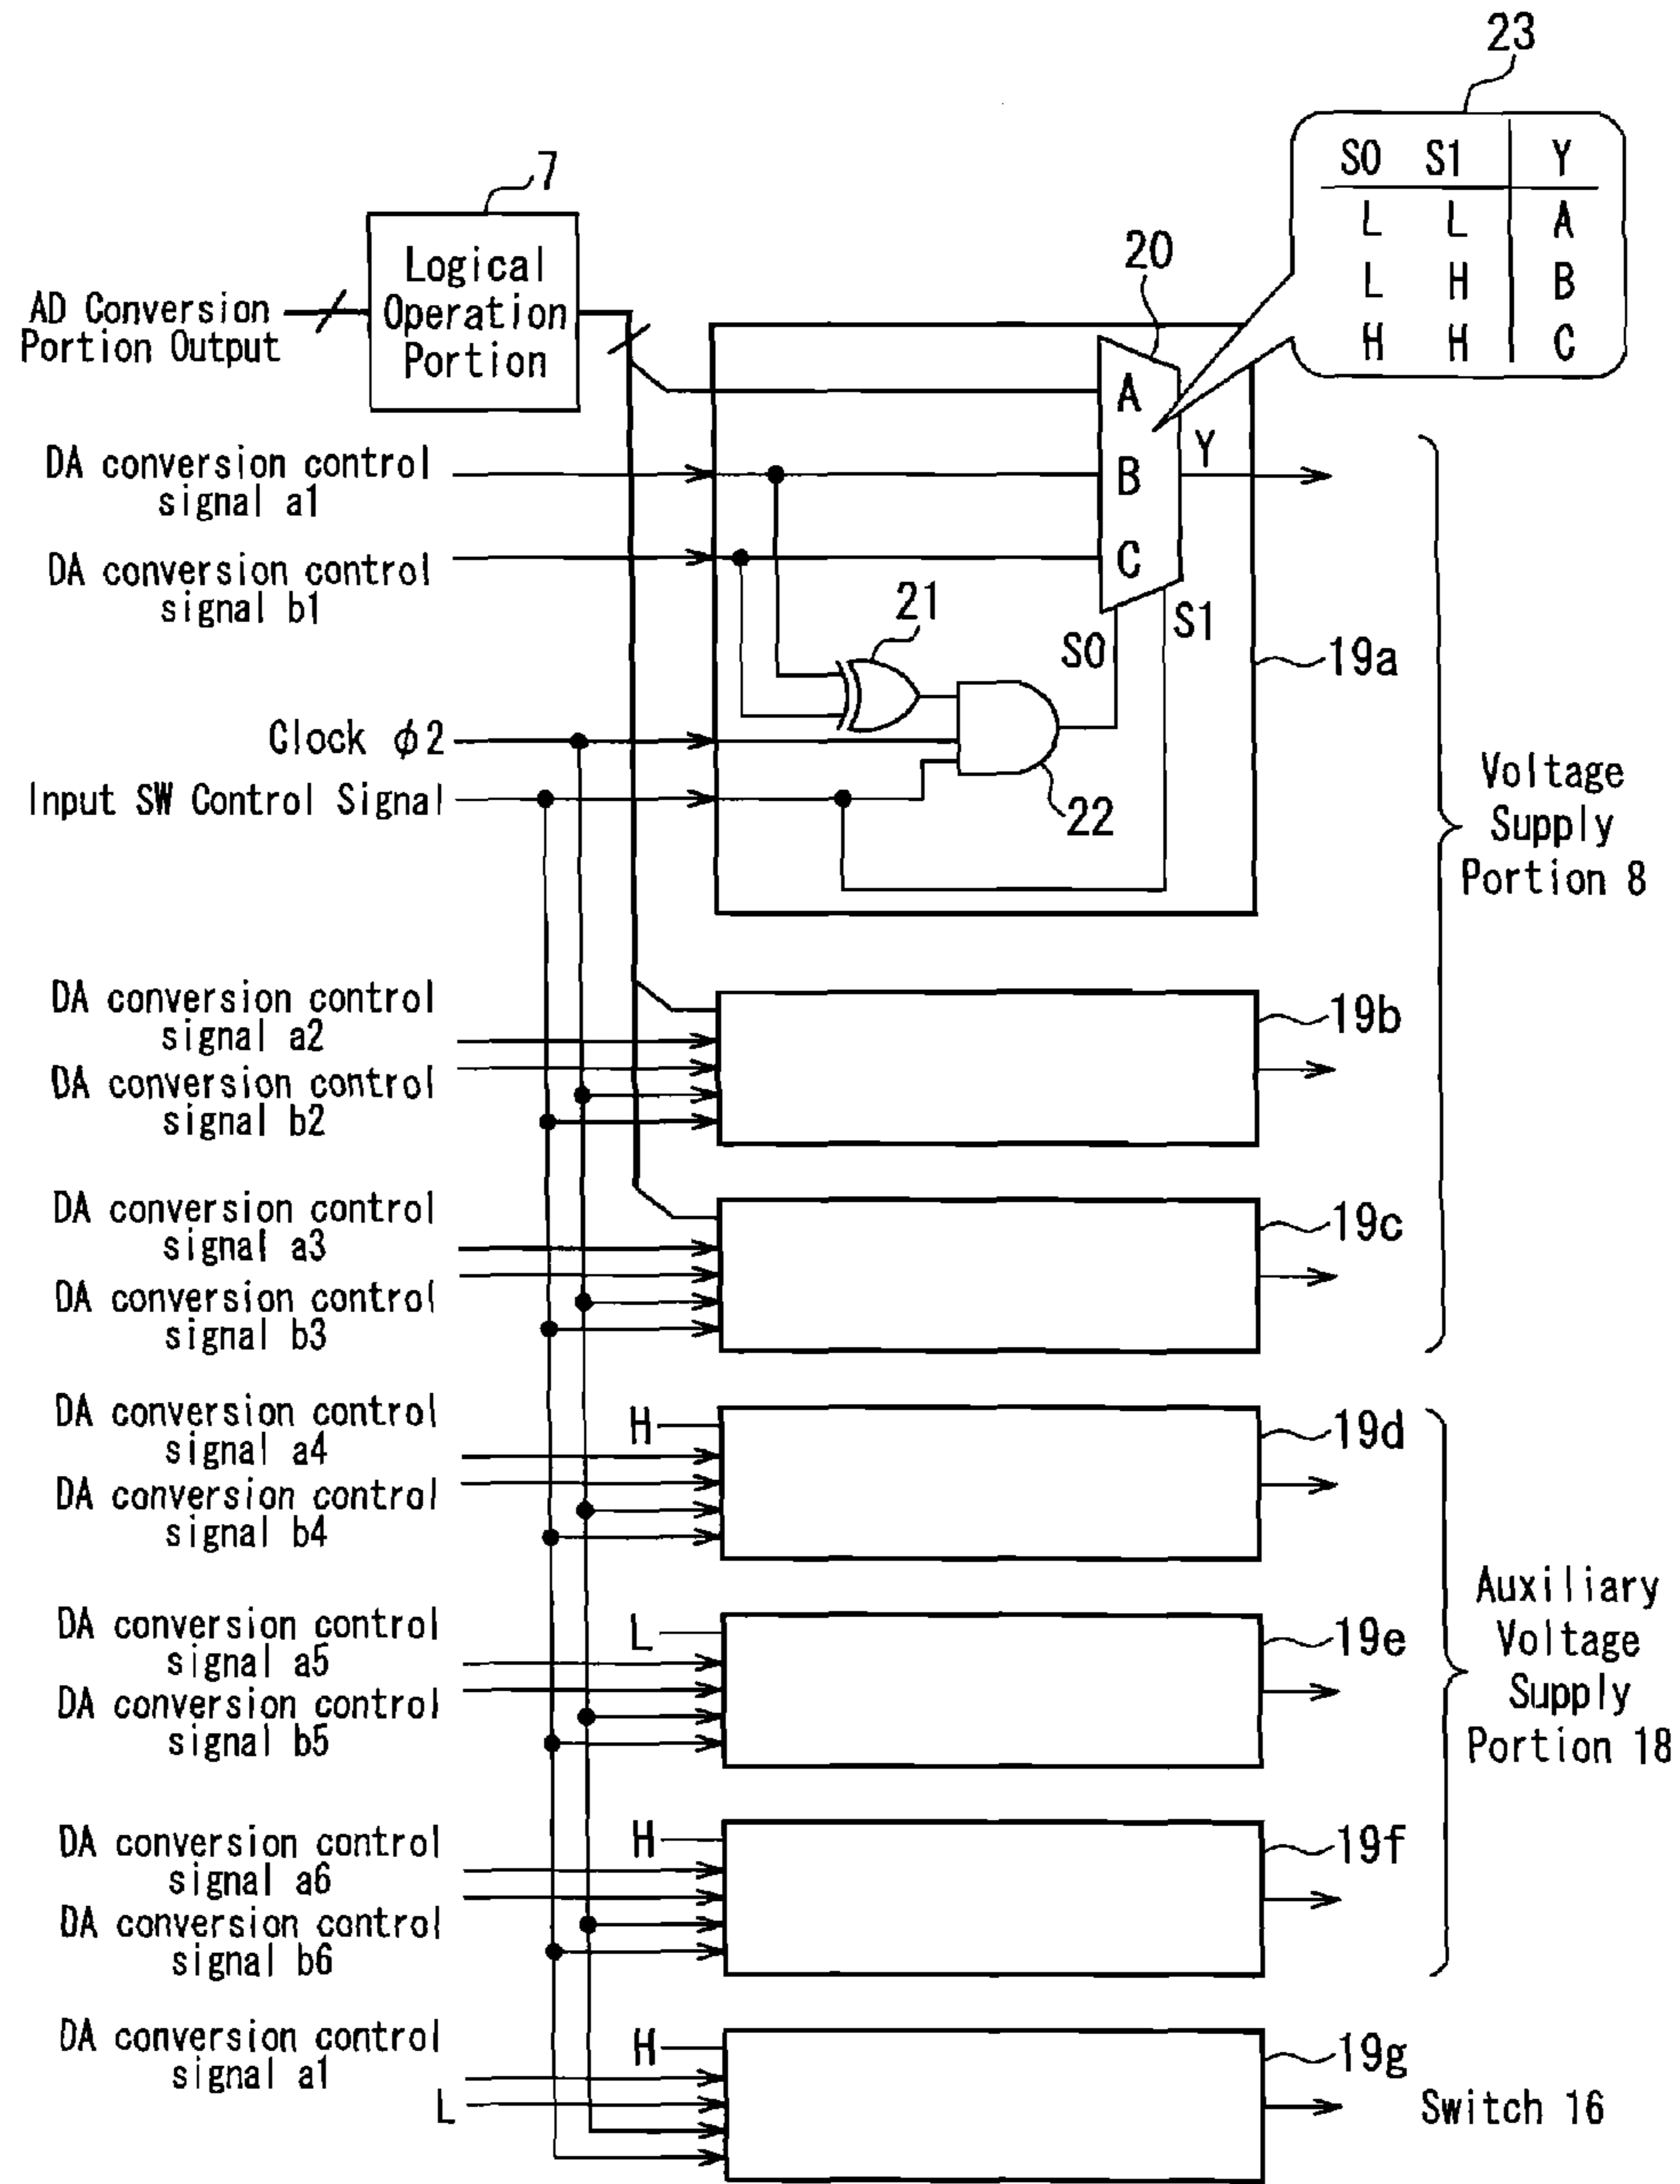 23
S0 S1 Y
L L A
L H B
H H C
7
Logical
Operation
Portion
AD Conversion
Portion Output
20
A
B
C
Y
S0
S1
DA conversion control
signal a1
DA conversion control
signal b1
21
19a
Clock φ2
Input SW Control Signal
22
Voltage
Supply
Portion 8
DA conversion control
signal a2
DA conversion control
signal b2
19b
DA conversion control
signal a3
DA conversion control
signal b3
19c
DA conversion control
signal a4
DA conversion control
signal b4
H
19d
DA conversion control
signal a5
DA conversion control
signal b5
L
19e
Auxiliary
Voltage
Supply
Portion 18
DA conversion control
signal a6
DA conversion control
signal b6
H
19f
DA conversion control
signal a1
H
L
19g
Switch 16